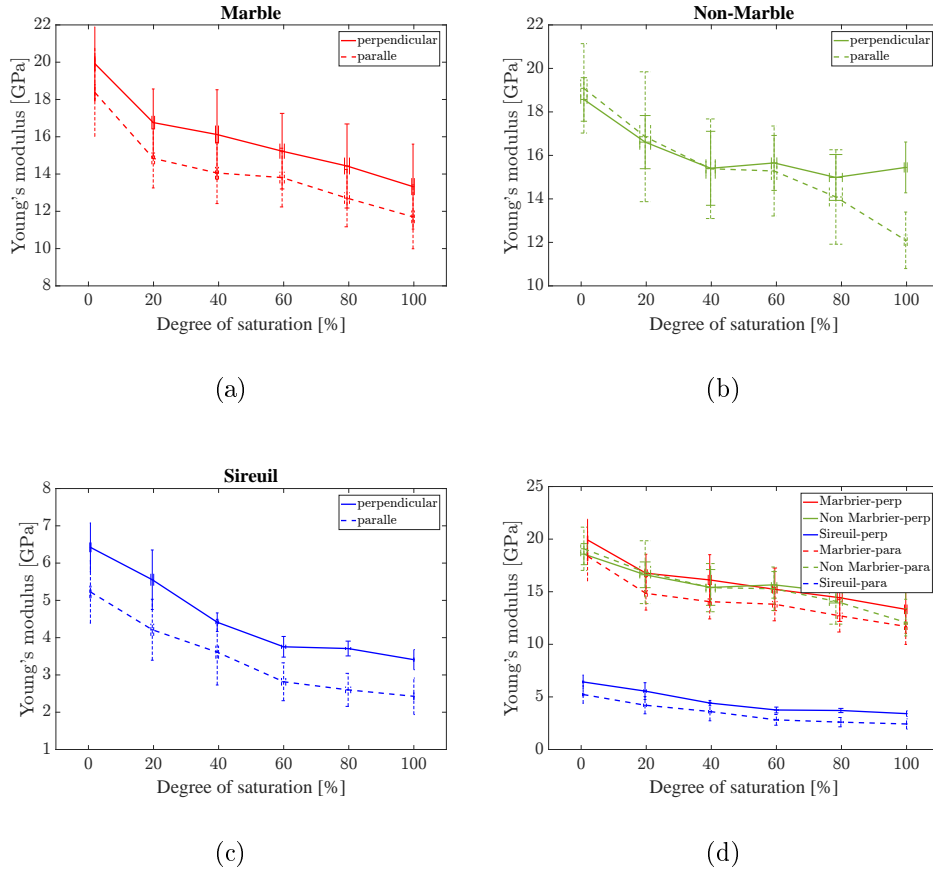 Marble
22
20
18
16
14
12
10
8
Young's modulus [GPa]
perpendicular
paralle
0 20 40 60 80 100
Degree of saturation [%]
(a)
Non-Marble
22
20
18
16
14
12
10
Young's modulus [GPa]
perpendicular
paralle
0 20 40 60 80 100
Degree of saturation [%]
(b)
Sireuil
8
7
6
5
4
3
2
1
Young's modulus [GPa]
perpendicular
paralle
0 20 40 60 80 100
Degree of saturation [%]
(c)
25
20
15
10
5
0
Young's modulus [GPa]
Marbrier-perp
Non Marbrier-perp
Sireuil-perp
Marbrier-para
Non Marbrier-para
Sireuil-para
0 20 40 60 80 100
Degree of saturation [%]
(d)